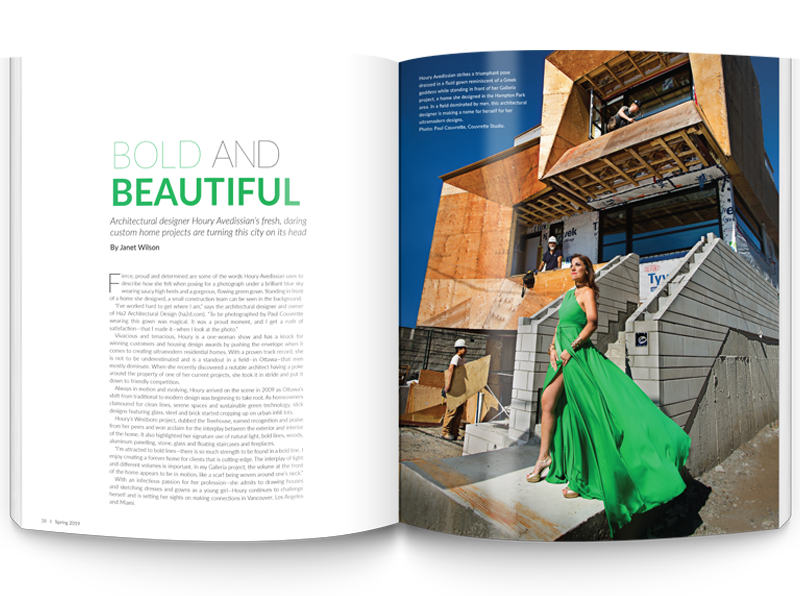 BOLD AND
BEAUTIFUL
Architectural designer Houry Avedissian's fresh, daring
custom home projects are turning this city on its head
By Janet Wilson
Fierce, proud and determined are some of the words Houry Avedissian uses to
describe how she felt when posing for a photograph under a brilliant blue sky
wearing saucy high heels and a gorgeous, flowing green gown. Standing in front
of a home she designed, a small construction team can be seen in the background.
"I've worked hard to get where I am," says the architectural designer and owner
of Ha2 Architectural Design (ha2d.com). "To be photographed by Paul Couvrette
wearing this gown was magical. It was a proud moment, and I get a rush of
satisfaction—that I made it—when I look at the photo."
Vivacious and tenacious, Houry is a one-woman show and has a knack for
winning customers and housing design awards by pushing the envelope when it
comes to creating ultramodern residential homes. With a proven track record, she
is not to be underestimated and is a standout in a field—in Ottawa—that men
mostly dominate. When she recently discovered a notable architect having a poke
around the property of one of her current projects, she took it in stride and put it
down to friendly competition.
Always in motion and evolving, Houry arrived on the scene in 2009 as Ottawa's
shift from traditional to modern design was beginning to take root. As homeowners
clamoured for clean lines, serene spaces and sustainable green technology, slick
designs featuring glass, steel and brick started cropping up on urban infill lots.
Houry's Westboro project, dubbed the Treehouse, earned recognition and praise
from her peers and won acclaim for the interplay between the exterior and interior
of the home. It also highlighted her signature use of natural light, bold lines, woods,
aluminum panelling, stone, glass and floating staircases and fireplaces.
"I'm attracted to bold lines—there is so much strength to be found in a bold line. I
enjoy creating a forever home for clients that is cutting-edge. The interplay of light
and different volumes is important. In my Galleria project, the volume at the front
of the home appears to be in motion, like a scarf being woven around one's neck."
With an infectious passion for her profession—she admits to drawing houses
and sketching dresses and gowns as a young girl—Houry continues to challenge
herself and is setting her sights on making connections in Vancouver, Los Angeles
and Miami.
Spring 2019
Houry Avedissian strikes a triumphant pose
dressed in a fluid gown reminiscent of a Greek
goddess while standing in front of her Galleria
project, a home she designed in the Hampton Park
area. In a field dominated by men, this architectural
designer is making a name for herself for her
ultramodern designs.
Photo: Paul Couvrette, Couvrette Studio.
Tyv